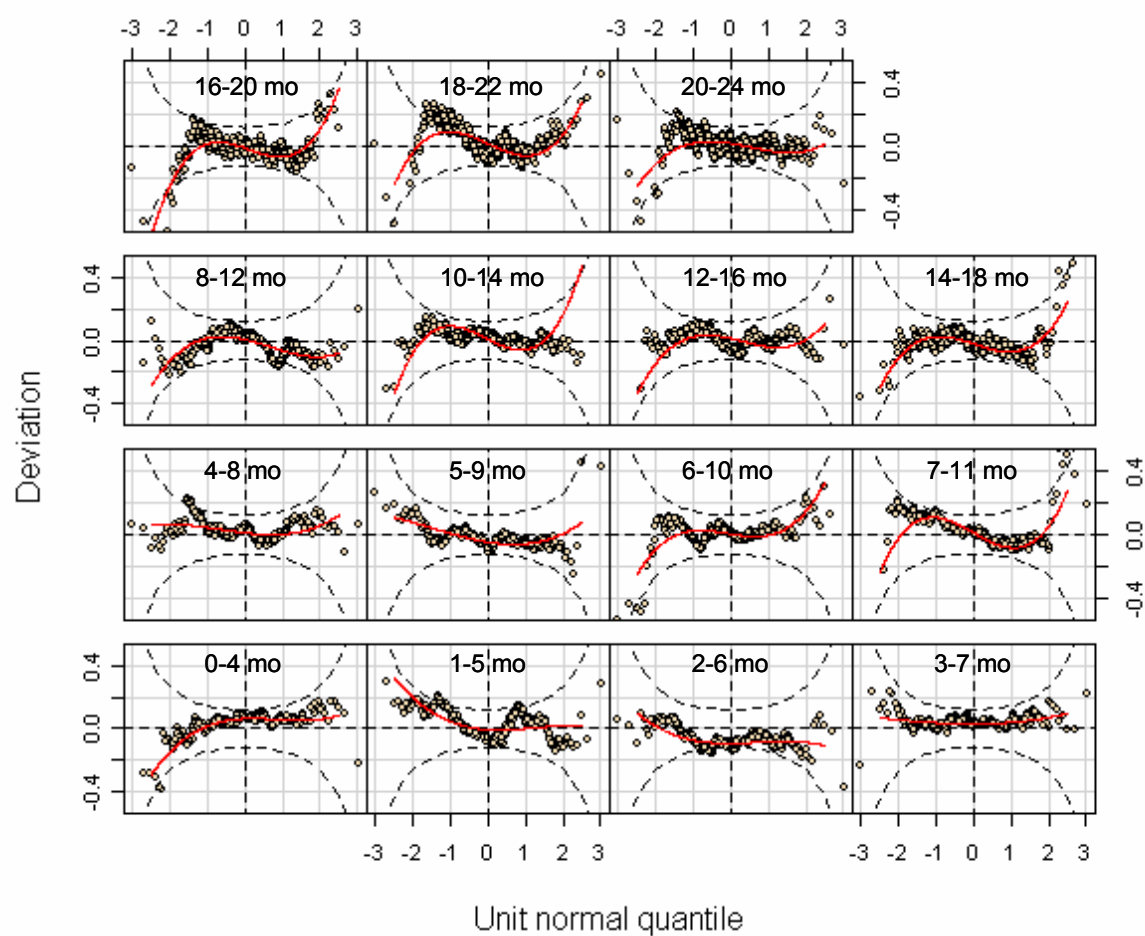 -3 -2 -1 0 1 2 3 -3 -2 -1 0 1 2 3
16-20 mo 18-22 mo 20-24 mo
0.4
0.0
-0.4
8-12 mo 10-14 mo 12-16 mo 14-18 mo
0.4
0.0
-0.4
Deviation
4-8 mo 5-9 mo 6-10 mo 7-11 mo
0.4
0.0
-0.4
0-4 mo 1-5 mo 2-6 mo 3-7 mo
0.4
0.0
-0.4
-3 -2 -1 0 1 2 3 -3 -2 -1 0 1 2 3
Unit normal quantile